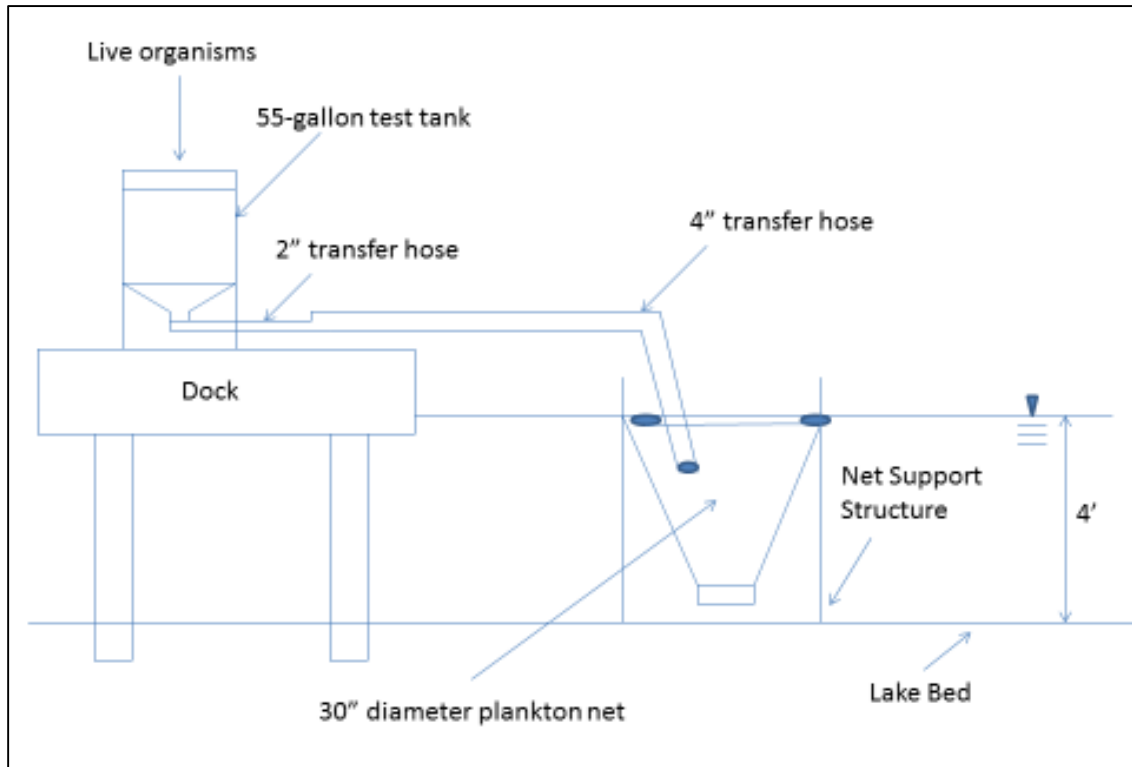 Live organisms
55-gallon test tank
4” transfer hose
2” transfer hose
Dock
Net Support
Structure
4’
30” diameter plankton net
Lake Bed